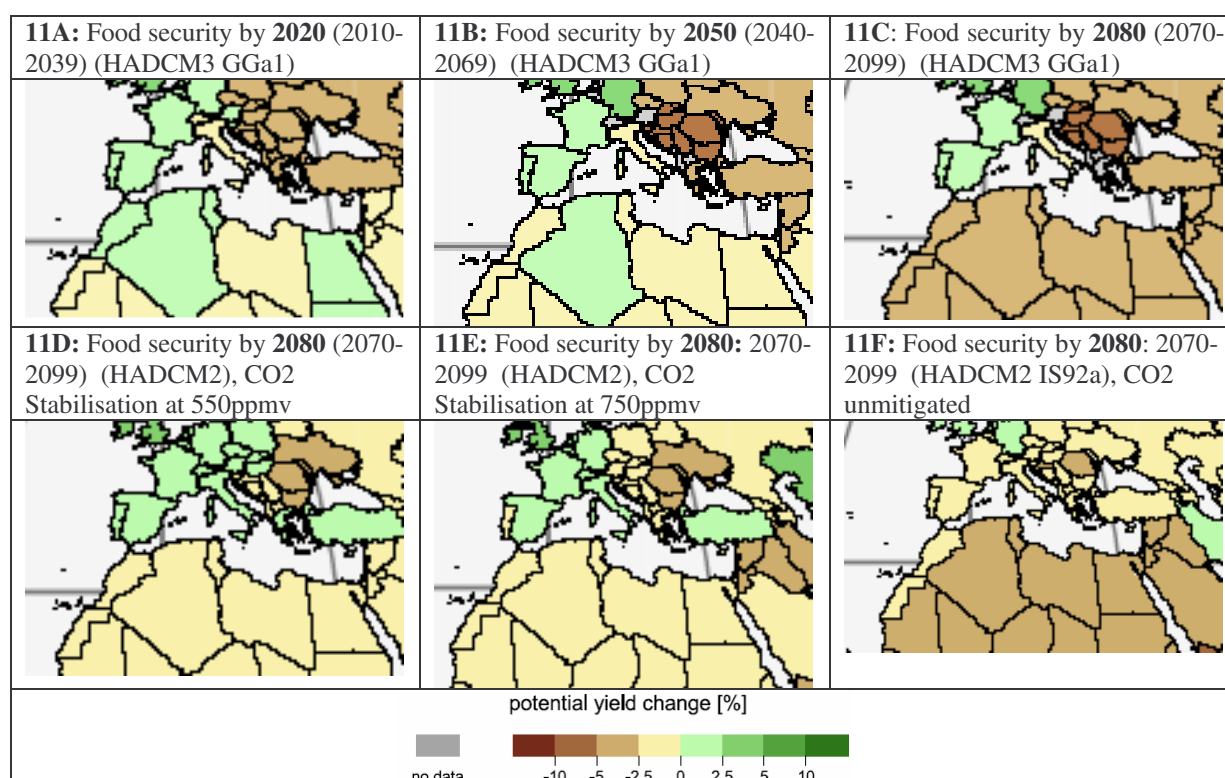 11A: Food security by 2020 (2010-
2039) (HADCM3 GGa1)
11B: Food security by 2050 (2040-
2069) (HADCM3 GGa1)
11C: Food security by 2080 (2070-
2099) (HADCM3 GGa1)
11D: Food security by 2080 (2070-
2099) (HADCM2), CO2
Stabilisation at 550ppmv
11E: Food security by 2080: 2070-
2099 (HADCM2), CO2
Stabilisation at 750ppmv
11F: Food security by 2080: 2070-
2099 (HADCM2 IS92a), CO2
unmitigated
potential yield change [%]
no data -10 -5 -2.5 0 2.5 5 10